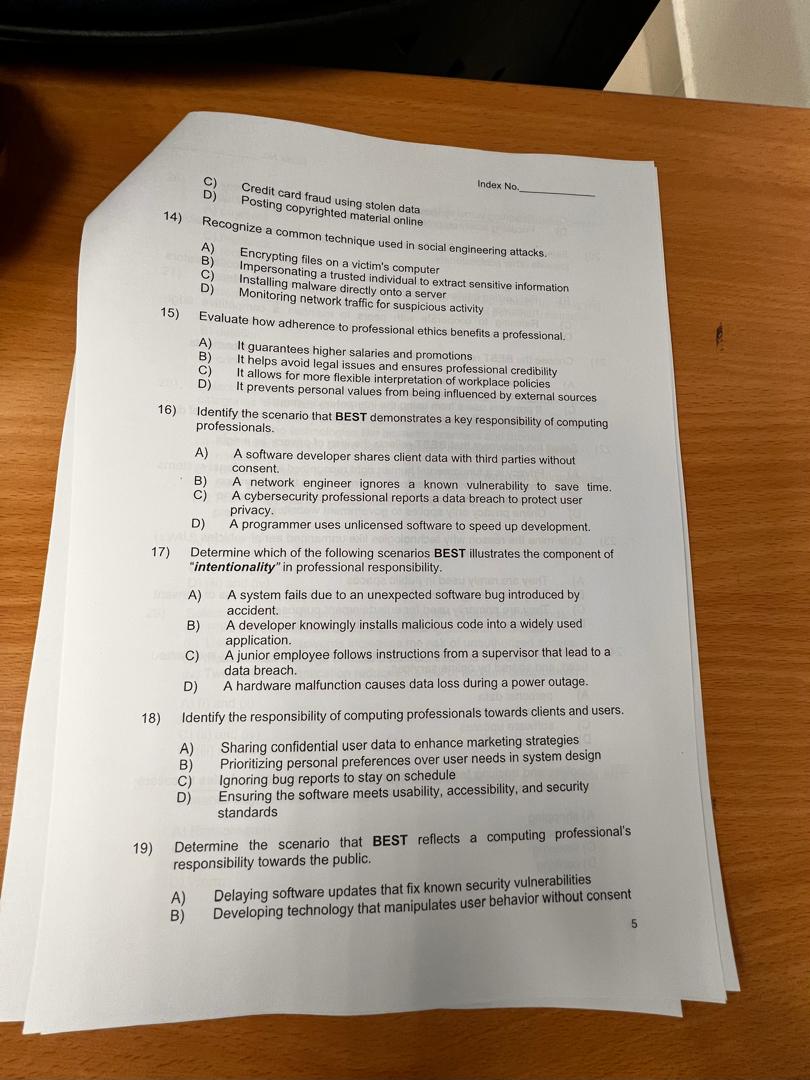 Index No.
C) Credit card fraud using stolen data
D) Posting copyrighted material online
14) Recognize a common technique used in social engineering attacks.
A) Encrypting files on a victim's computer
B) Impersonating a trusted individual to extract sensitive information
C) Installing malware directly onto a server
D) Monitoring network traffic for suspicious activity
15) Evaluate how adherence to professional ethics benefits a professional.
A) It guarantees higher salaries and promotions
B) It helps avoid legal issues and ensures professional credibility
C) It allows for more flexible interpretation of workplace policies
D) It prevents personal values from being influenced by external sources
16) Identify the scenario that BEST demonstrates a key responsibility of computing
professionals.
A) A software developer shares client data with third parties without
consent.
B) A network engineer ignores a known vulnerability to save time.
C) A cybersecurity professional reports a data breach to protect user
privacy.
D) A programmer uses unlicensed software to speed up development.
17) Determine which of the following scenarios BEST illustrates the component of
"intentionality" in professional responsibility.
A) A system fails due to an unexpected software bug introduced by
accident.
B) A developer knowingly installs malicious code into a widely used
application.
C) A junior employee follows instructions from a supervisor that lead to a
data breach.
D) A hardware malfunction causes data loss during a power outage.
18) Identify the responsibility of computing professionals towards clients and users.
A) Sharing confidential user data to enhance marketing strategies
B) Prioritizing personal preferences over user needs in system design
C) Ignoring bug reports to stay on schedule
D) Ensuring the software meets usability, accessibility, and security
standards
19) Determine the scenario that BEST reflects a computing professional's
responsibility towards the public.
A) Delaying software updates that fix known security vulnerabilities
B) Developing technology that manipulates user behavior without consent
5